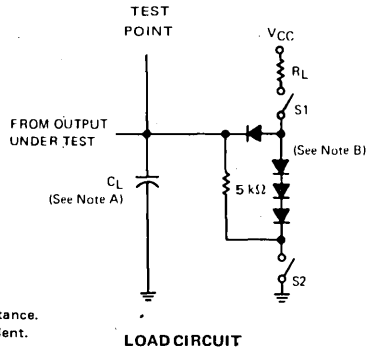 TEST
POINT
VCC
RL
S1
FROM OUTPUT
UNDER TEST
(See Note B)
CL
(See Note A)
5 kΩ
S2
tance.
ent.
LOAD CIRCUIT